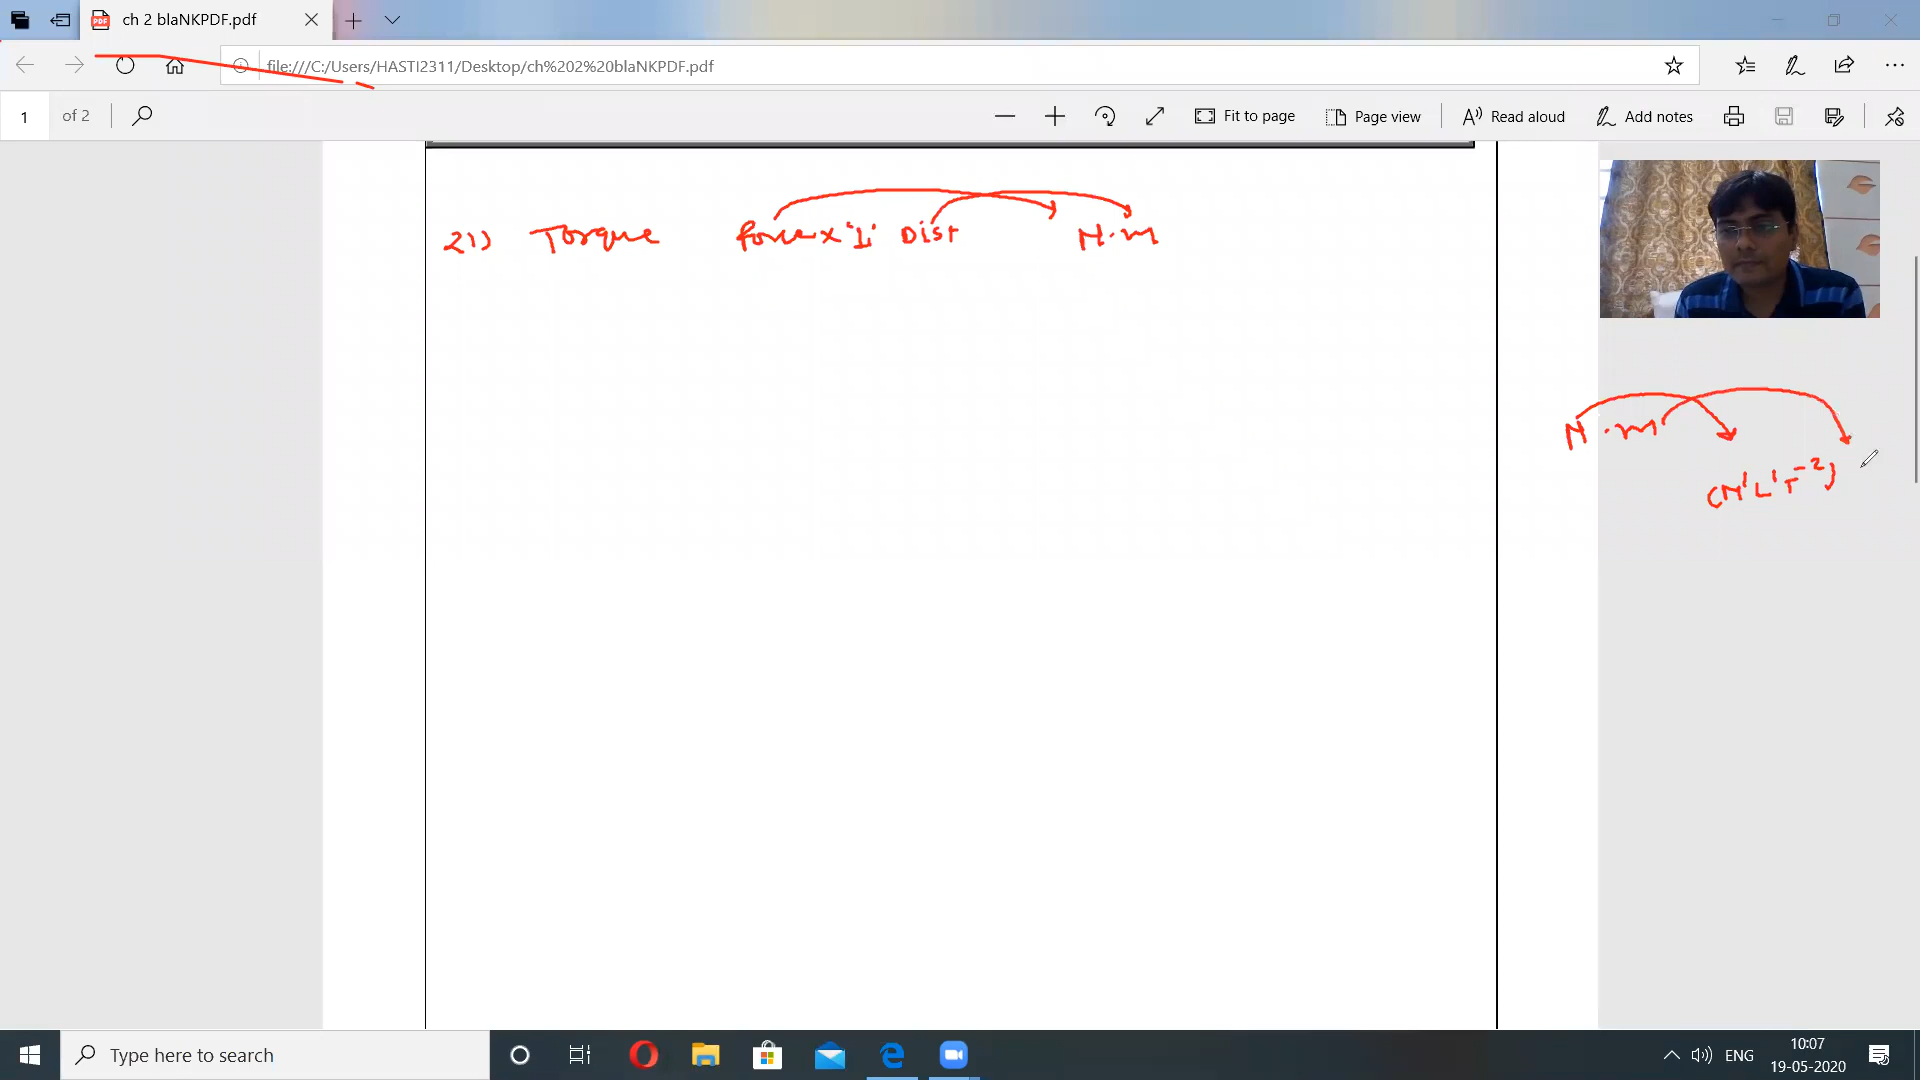 ch 2 blaNKPDF.pdf
file:///C:/Users/HASTI2311/Desktop/ch%202%20blaNKPDF.pdf
1 of 2 Fit to page Page view Read aloud Add notes
21) Torque force x '⊥' Dist N·m
N·m
(M¹L¹T⁻²)
Type here to search
ENG
10:07
19-05-2020